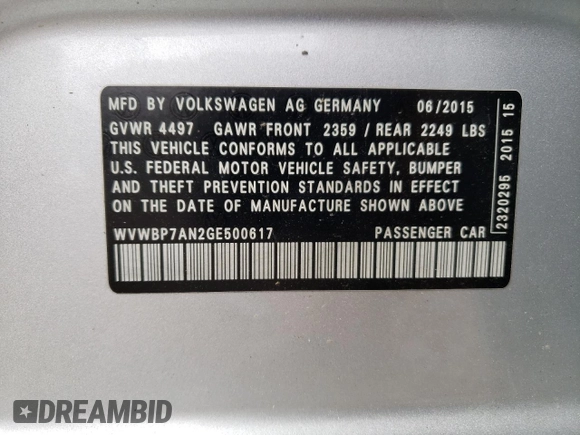 MFD BY VOLKSWAGEN AG GERMANY 06/2015
GVWR 4497 GAWR FRONT 2359 / REAR 2249 LBS
THIS VEHICLE CONFORMS TO ALL APPLICABLE
U.S. FEDERAL MOTOR VEHICLE SAFETY, BUMPER
AND THEFT PREVENTION STANDARDS IN EFFECT
ON THE DATE OF MANUFACTURE SHOWN ABOVE
WVWBP7AN2GE500617 PASSENGER CAR
2320295 2015 15
DREAMBID